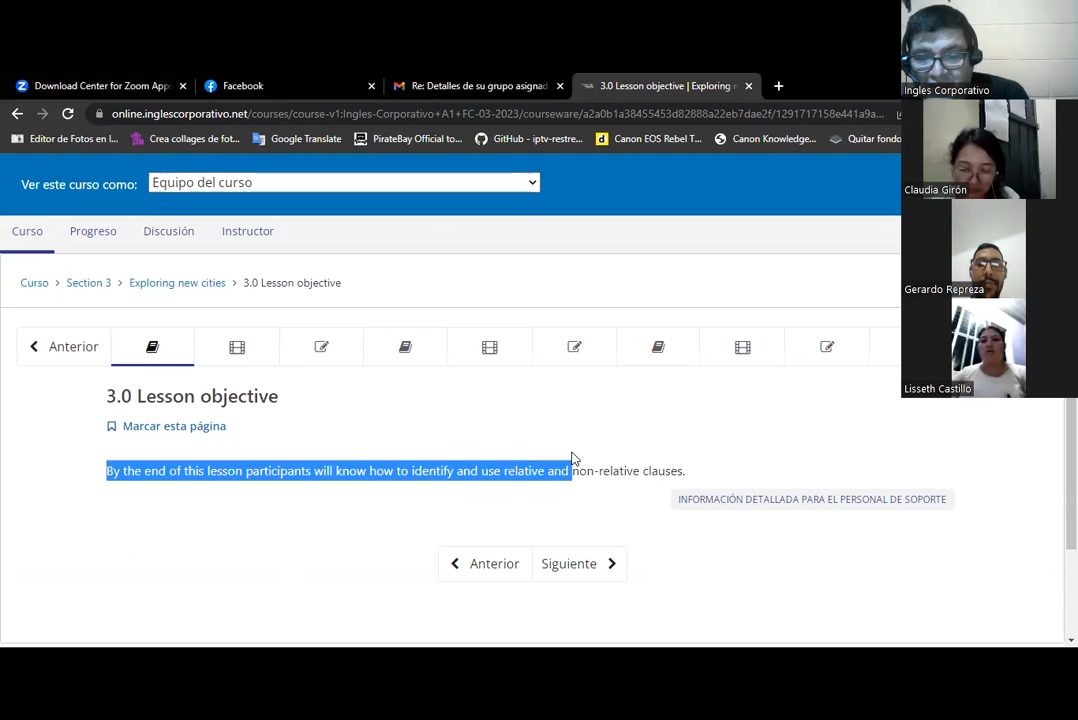 Download Center for Zoom Apps
Facebook
Re: Detalles de su grupo asignad
3.0 Lesson objective | Exploring n
online.inglescorporativo.net/courses/course-v1:Ingles-Corporativo+A1+FC-03-2023/courseware/a2a0b1a38455453d82888a22eb7dae2f/1291717158e441a9a...
Editor de Fotos en l...
Crea collages de fot...
Google Translate
PirateBay Official to...
GitHub - iptv-restre...
Canon EOS Rebel T...
Canon Knowledge...
Quitar fondo
Ver este curso como:
Equipo del curso
Curso
Progreso
Discusión
Instructor
Curso > Section 3 > Exploring new cities > 3.0 Lesson objective
Anterior
3.0 Lesson objective
Marcar esta página
By the end of this lesson participants will know how to identify and use relative and non-relative clauses.
INFORMACIÓN DETALLADA PARA EL PERSONAL DE SOPORTE
Anterior
Siguiente
Ingles Corporativo
Claudia Girón
Gerardo Repreza
Lisseth Castillo